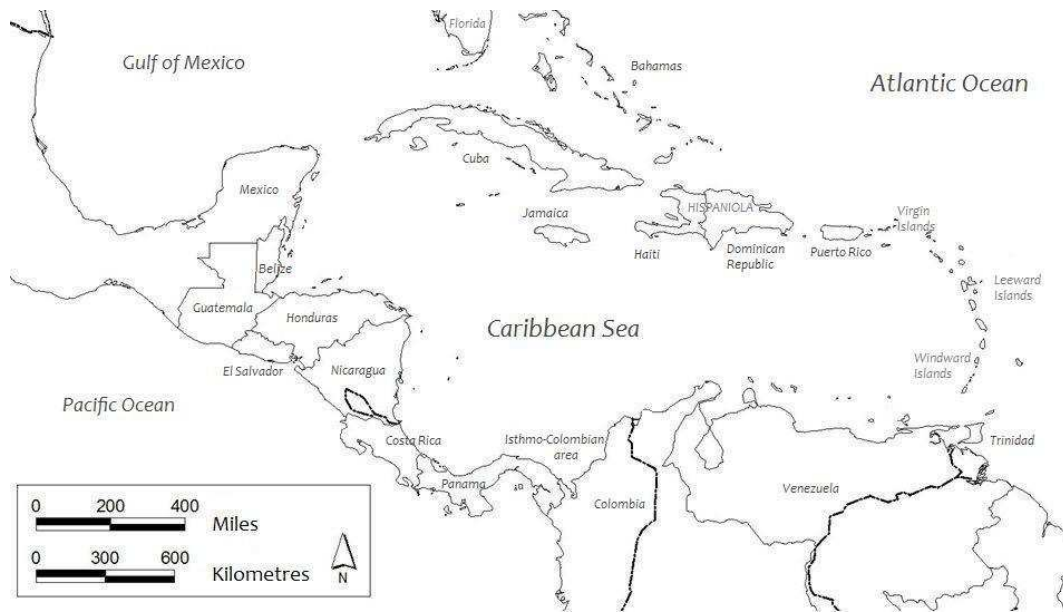 Florida
Gulf of Mexico
Bahamas
Atlantic Ocean
Cuba
Mexico
HISPANIOLA
Jamaica
Virgin
Islands
Haiti
Dominican
Republic
Puerto Rico
Belize
Leeward
Islands
Guatemala
Honduras
Caribbean Sea
El Salvador
Nicaragua
Windward
Islands
Pacific Ocean
Costa Rica
Isthmo-Colombian
area
Trinidad
Panama
Colombia
Venezuela
0 200 400
Miles
0 300 600
Kilometres
N